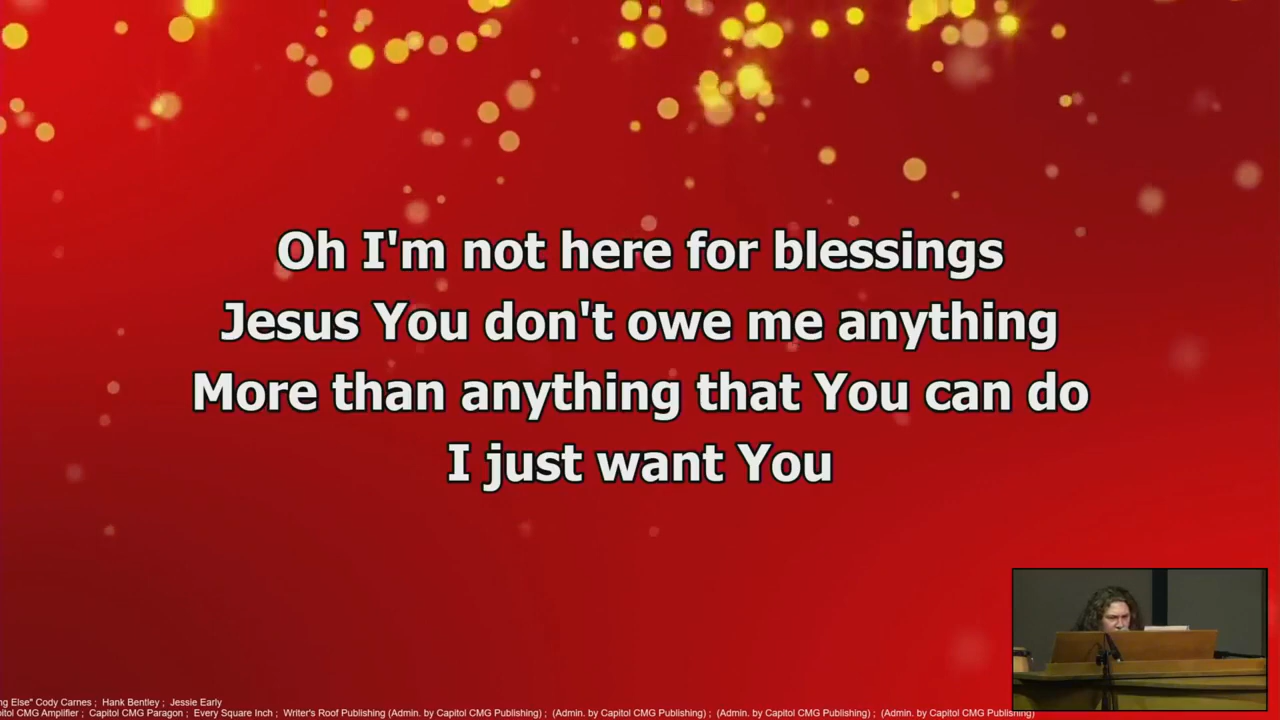 Oh I'm not here for blessings
Jesus You don't owe me anything
More than anything that You can do
I just want You
ng Else" Cody Carnes ; Hank Bentley ; Jessie Early
pitol CMG Amplifier ; Capitol CMG Paragon ; Every Square Inch ; Writer's Roof Publishing (Admin. by Capitol CMG Publishing) ; (Admin. by Capitol CMG Publishing) ; (Admin. by Capitol CMG Publishing) ; (Admin. by Capitol CMG Publishing)